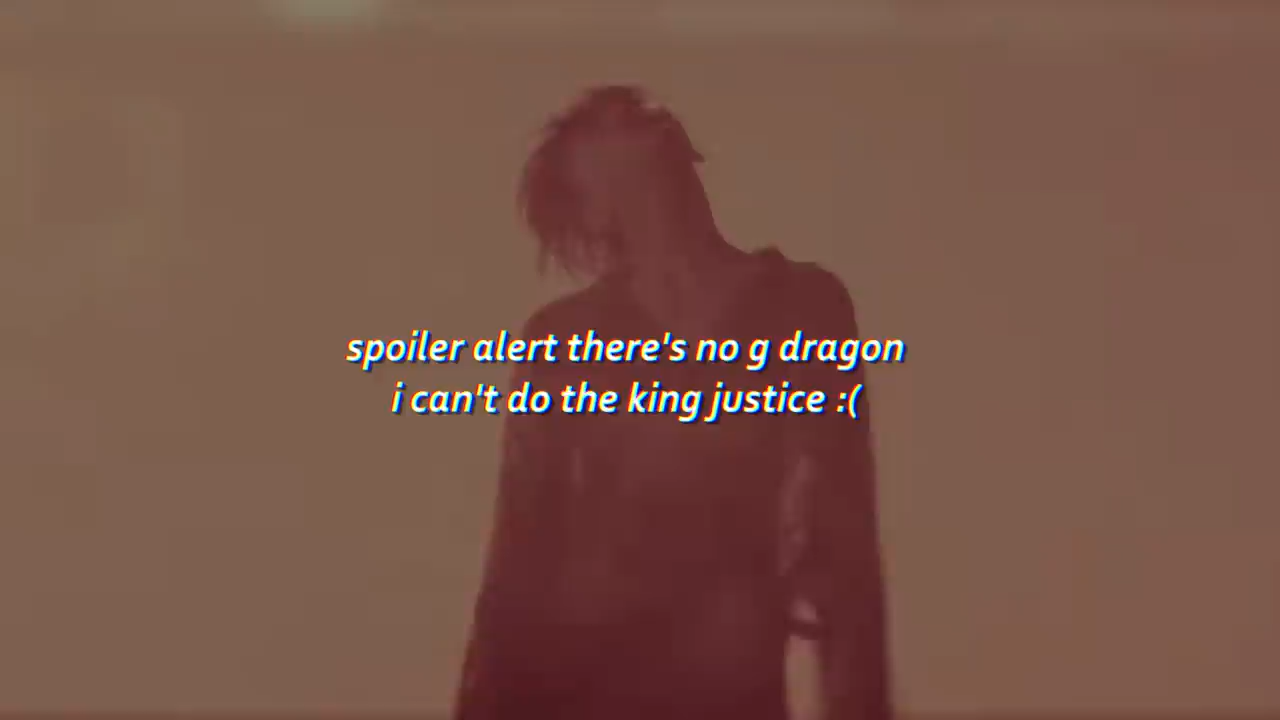 spoiler alert there's no g dragon
i can't do the king justice :(